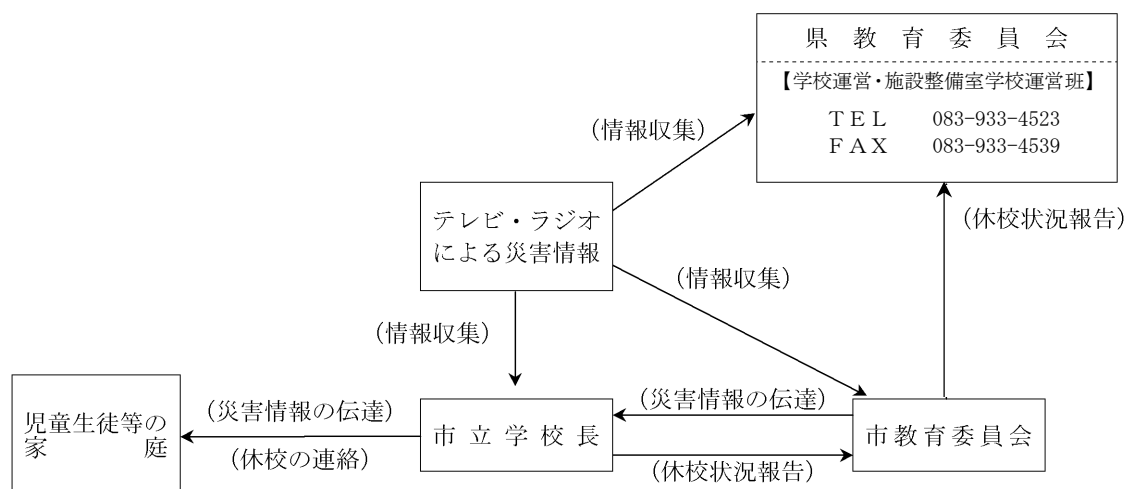 県教育委員会
【学校運営・施設整備室学校運営班】
ＴＥＬ 083-933-4523
ＦＡＸ 083-933-4539
（情報収集）
テレビ・ラジオ
による災害情報
（休校状況報告）
（情報収集）
（情報収集）
児童生徒等の
家庭
（災害情報の伝達）
（休校の連絡）
市立学校長
（災害情報の伝達）
（休校状況報告）
市教育委員会